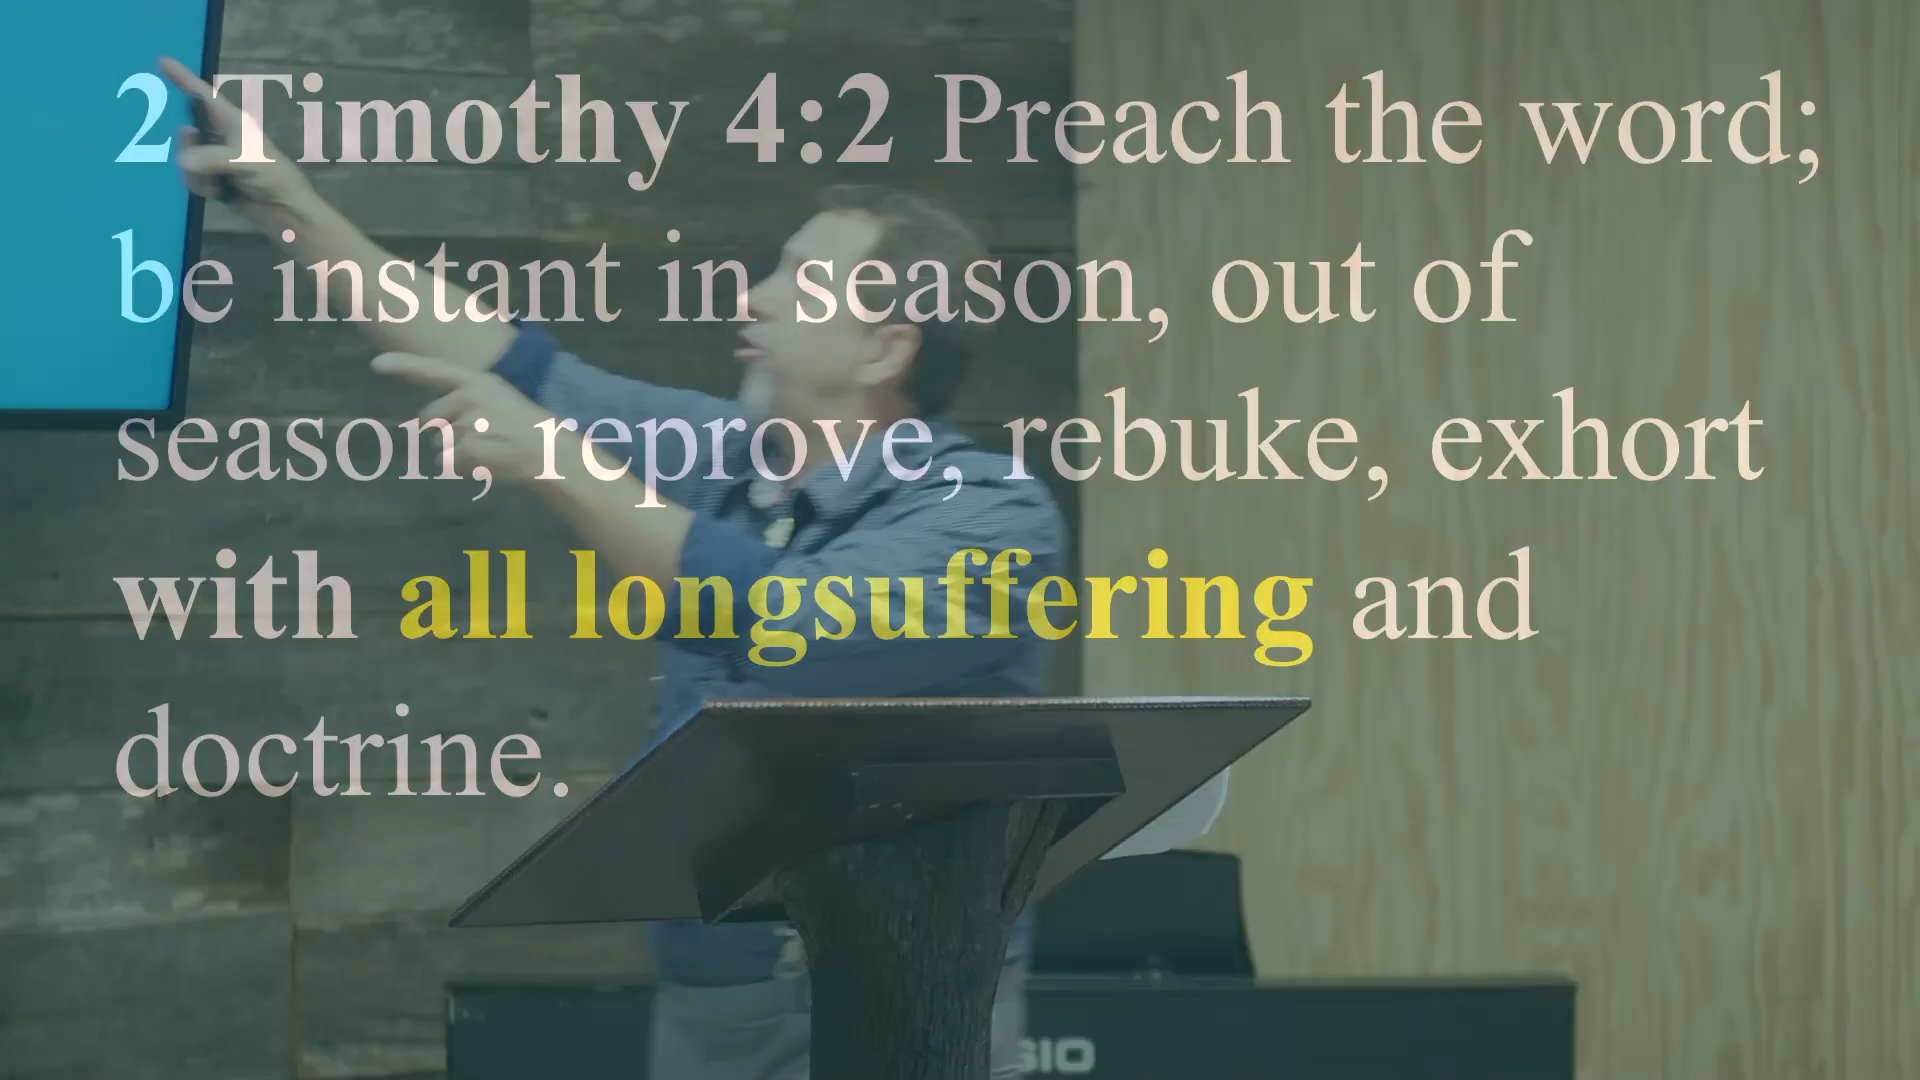 2 Timothy 4:2 Preach the word;
be instant in season, out of
season; reprove, rebuke, exhort
with all longsuffering and
doctrine.
SIO